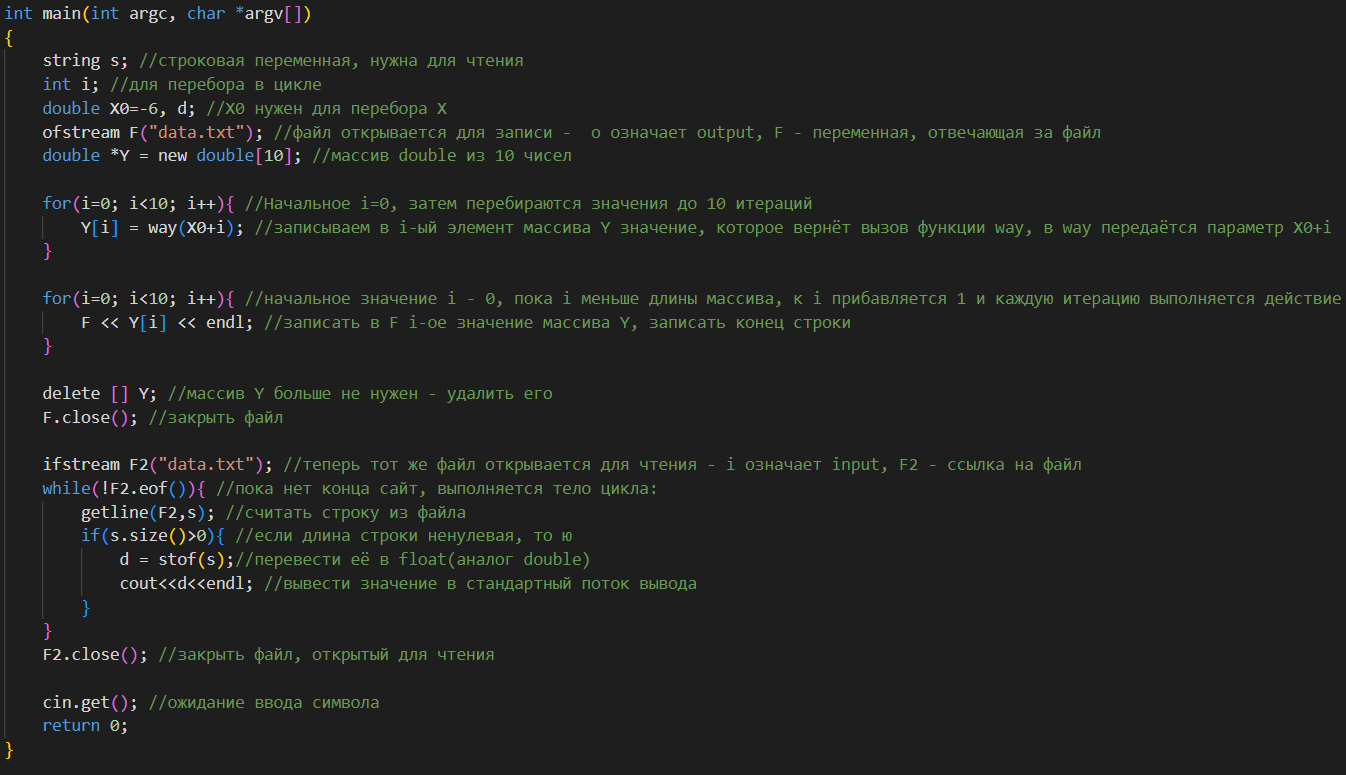 int main(int argc, char *argv[])
{
string s; //строковая переменная, нужна для чтения
int i; //для перебора в цикле
double X0=-6, d; //X0 нужен для перебора X
ofstream F("data.txt"); //файл открывается для записи -  o означает output, F - переменная, отвечающая за файл
double *Y = new double[10]; //массив double из 10 чисел
for(i=0; i<10; i++){ //Начальное i=0, затем перебираются значения до 10 итераций
Y[i] = way(X0+i); //записываем в i-ый элемент массива Y значение, которое вернёт вызов функции way, в way передаётся параметр X0+i
}
for(i=0; i<10; i++){ //начальное значение i - 0, пока i меньше длины массива, к i прибавляется 1 и каждую итерацию выполняется действие
F << Y[i] << endl; //записать в F i-ое значение массива Y, записать конец строки
}
delete [] Y; //массив Y больше не нужен - удалить его
F.close(); //закрыть файл
ifstream F2("data.txt"); //теперь тот же файл открывается для чтения - i означает input, F2 - ссылка на файл
while(!F2.eof()){ //пока нет конца сайт, выполняется тело цикла:
getline(F2,s); //считать строку из файла
if(s.size()>0){ //если длина строки ненулевая, то ю
d = stof(s);//перевести её в float(аналог double)
cout<<d<<endl; //вывести значение в стандартный поток вывода
}
}
F2.close(); //закрыть файл, открытый для чтения
cin.get(); //ожидание ввода символа
return 0;
}